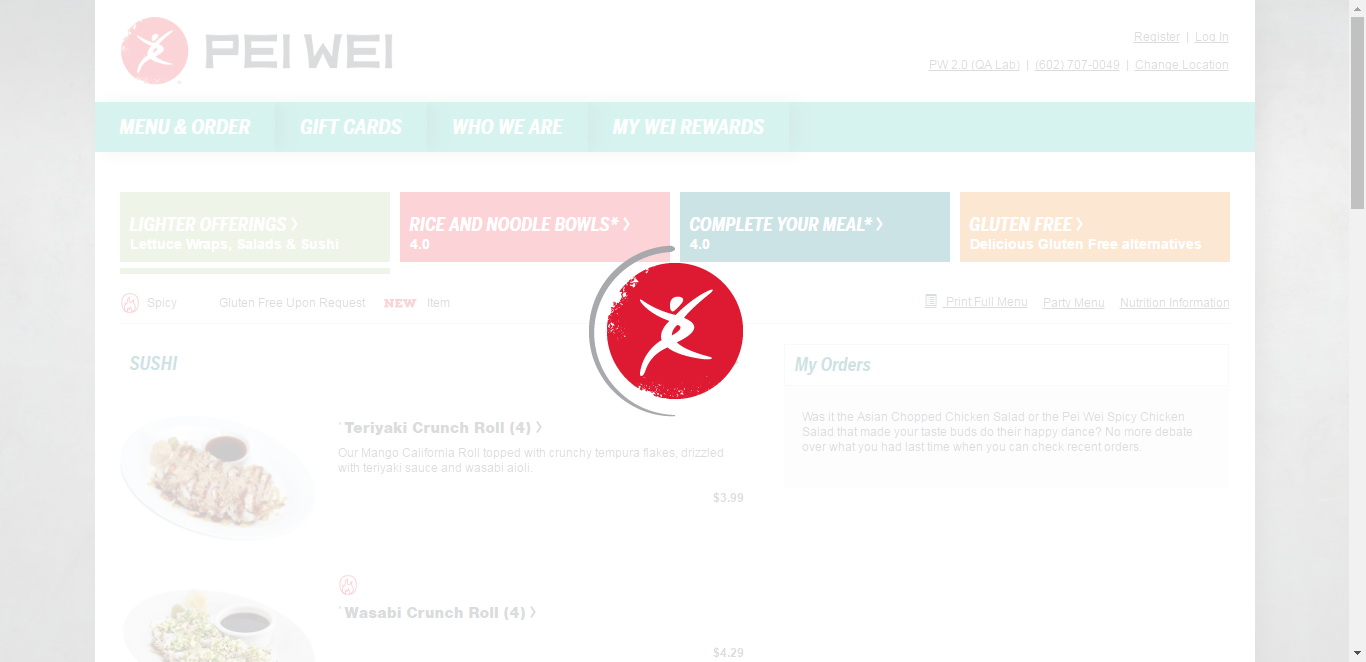 PEI WEI
Register | Log In
PW 2.0 (QA Lab) | (602) 707-0049 | Change Location
MENU & ORDER GIFT CARDS WHO WE ARE MY WEI REWARDS
LIGHTER OFFERINGS >
Lettuce Wraps, Salads & Sushi
RICE AND NOODLE BOWLS* >
4.0
COMPLETE YOUR MEAL* >
4.0
GLUTEN FREE >
Delicious Gluten Free alternatives
Spicy Gluten Free Upon Request NEW Item
Print Full Menu Party Menu Nutrition Information
SUSHI
*Teriyaki Crunch Roll (4) >
Our Mango California Roll topped with crunchy tempura flakes, drizzled
with teriyaki sauce and wasabi aioli.
$3.99
*Wasabi Crunch Roll (4) >
$4.29
My Orders
Was it the Asian Chopped Chicken Salad or the Pei Wei Spicy Chicken
Salad that made your taste buds do their happy dance? No more debate
over what you had last time when you can check recent orders.